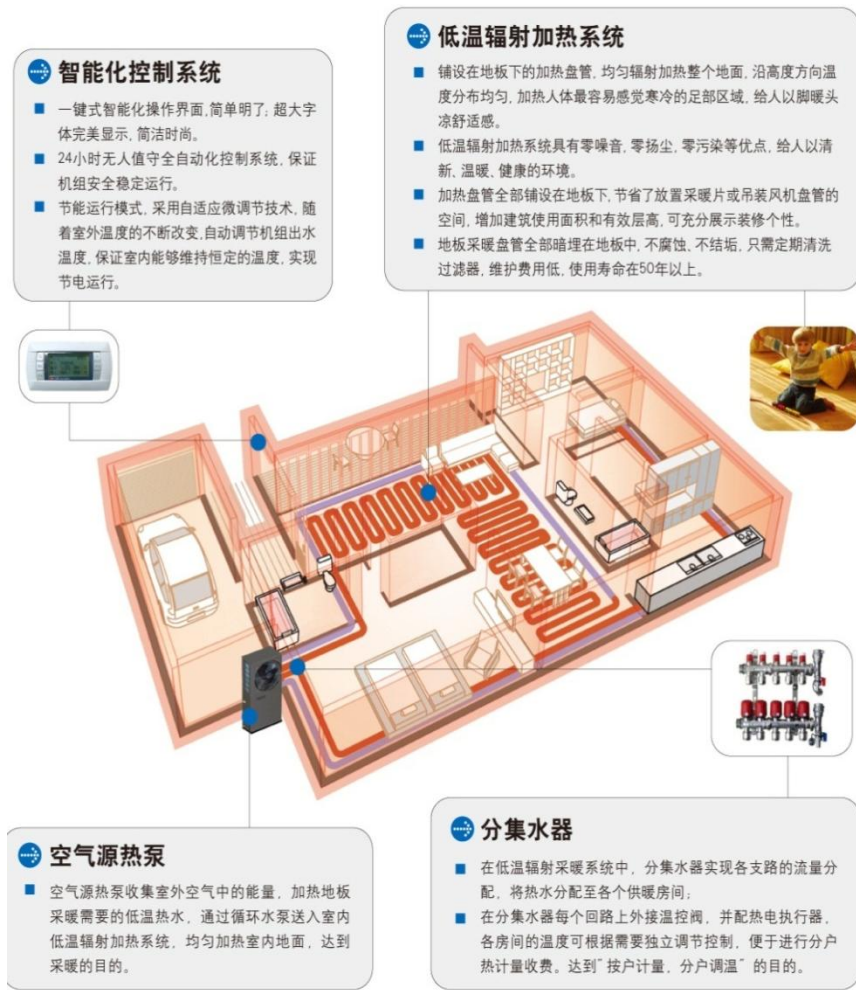 智能化控制系统
一键式智能化操作界面,简单明了; 超大字
体完美显示, 简洁时尚。
24小时无人值守全自动化控制系统, 保证
机组安全稳定运行。
节能运行模式, 采用自适应微调节技术, 随
着室外温度的不断改变,自动调节机组出水
温度, 保证室内能够维持恒定的温度, 实现
节电运行。
低温辐射加热系统
铺设在地板下的加热盘管, 均匀辐射加热整个地面, 沿高度方向温
度分布均匀, 加热人体最容易感觉寒冷的足部区域, 给人以脚暖头
凉舒适感。
低温辐射加热系统具有零噪音, 零扬尘, 零污染等优点, 给人以清
新、温暖、健康的环境。
加热盘管全部铺设在地板下, 节省了放置采暖片或吊装风机盘管的
空间, 增加建筑使用面积和有效层高, 可充分展示装修个性。
地板采暖盘管全部暗埋在地板中, 不腐蚀、不结垢, 只需定期清洗
过滤器, 维护费用低, 使用寿命在50年以上。
空气源热泵
空气源热泵收集室外空气中的能量, 加热地板
采暖需要的低温热水, 通过循环水泵送入室内
低温辐射加热系统, 均匀加热室内地面, 达到
采暖的目的。
分集水器
在低温辐射采暖系统中, 分集水器实现各支路的流量分
配, 将热水分配至各个供暖房间;
在分集水器每个回路上外接温控阀, 并配热电执行器,
各房间的温度可根据需要独立调节控制, 便于进行分户
热计量收费。达到"按户计量, 分户调温"的目的。